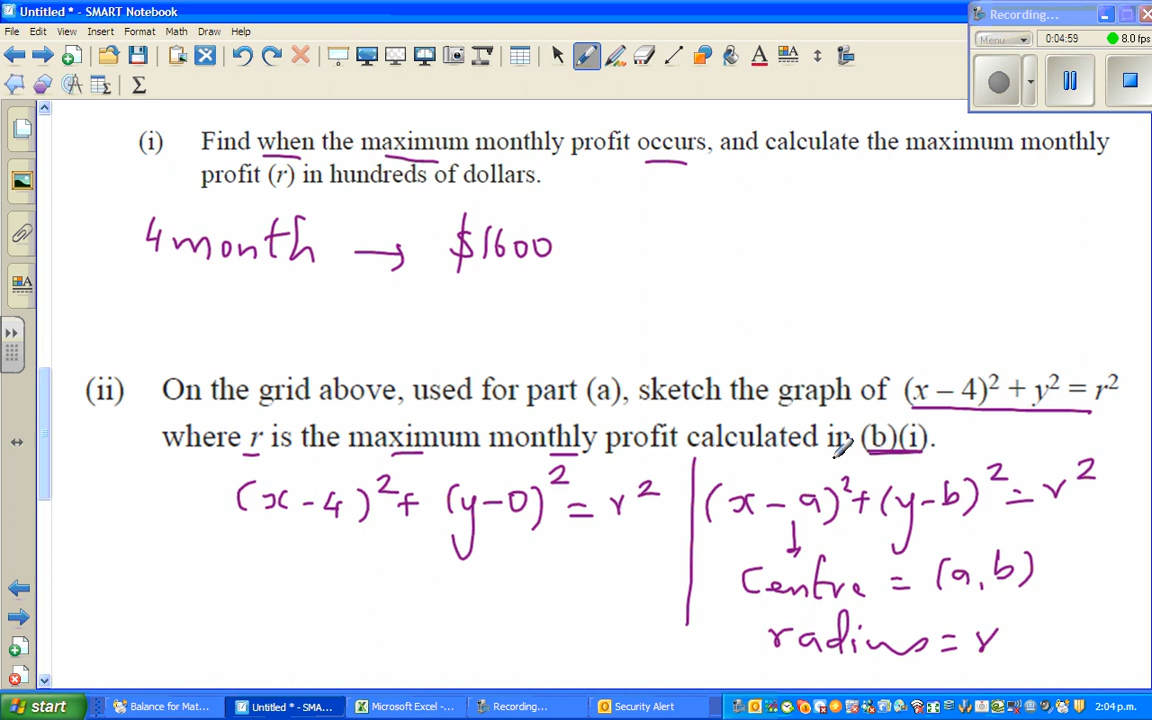 Untitled * - SMART Notebook
Recording...
File Edit View Insert Format Math Draw Help
Menu 0:04:59 8.0 fps
(i) Find when the maximum monthly profit occurs, and calculate the maximum monthly
profit (r) in hundreds of dollars.
4 month → $1600
(ii) On the grid above, used for part (a), sketch the graph of (x – 4)² + y² = r²
where r is the maximum monthly profit calculated in (b)(i).
(x - 4)² + (y - 0)² = r²
(x - a)² + (y - b)² = r²
↓
Centre = (a, b)
radius = r
start Balance for Mat... Untitled * - SMA... Microsoft Excel -... Recording... Security Alert 2:04 p.m.